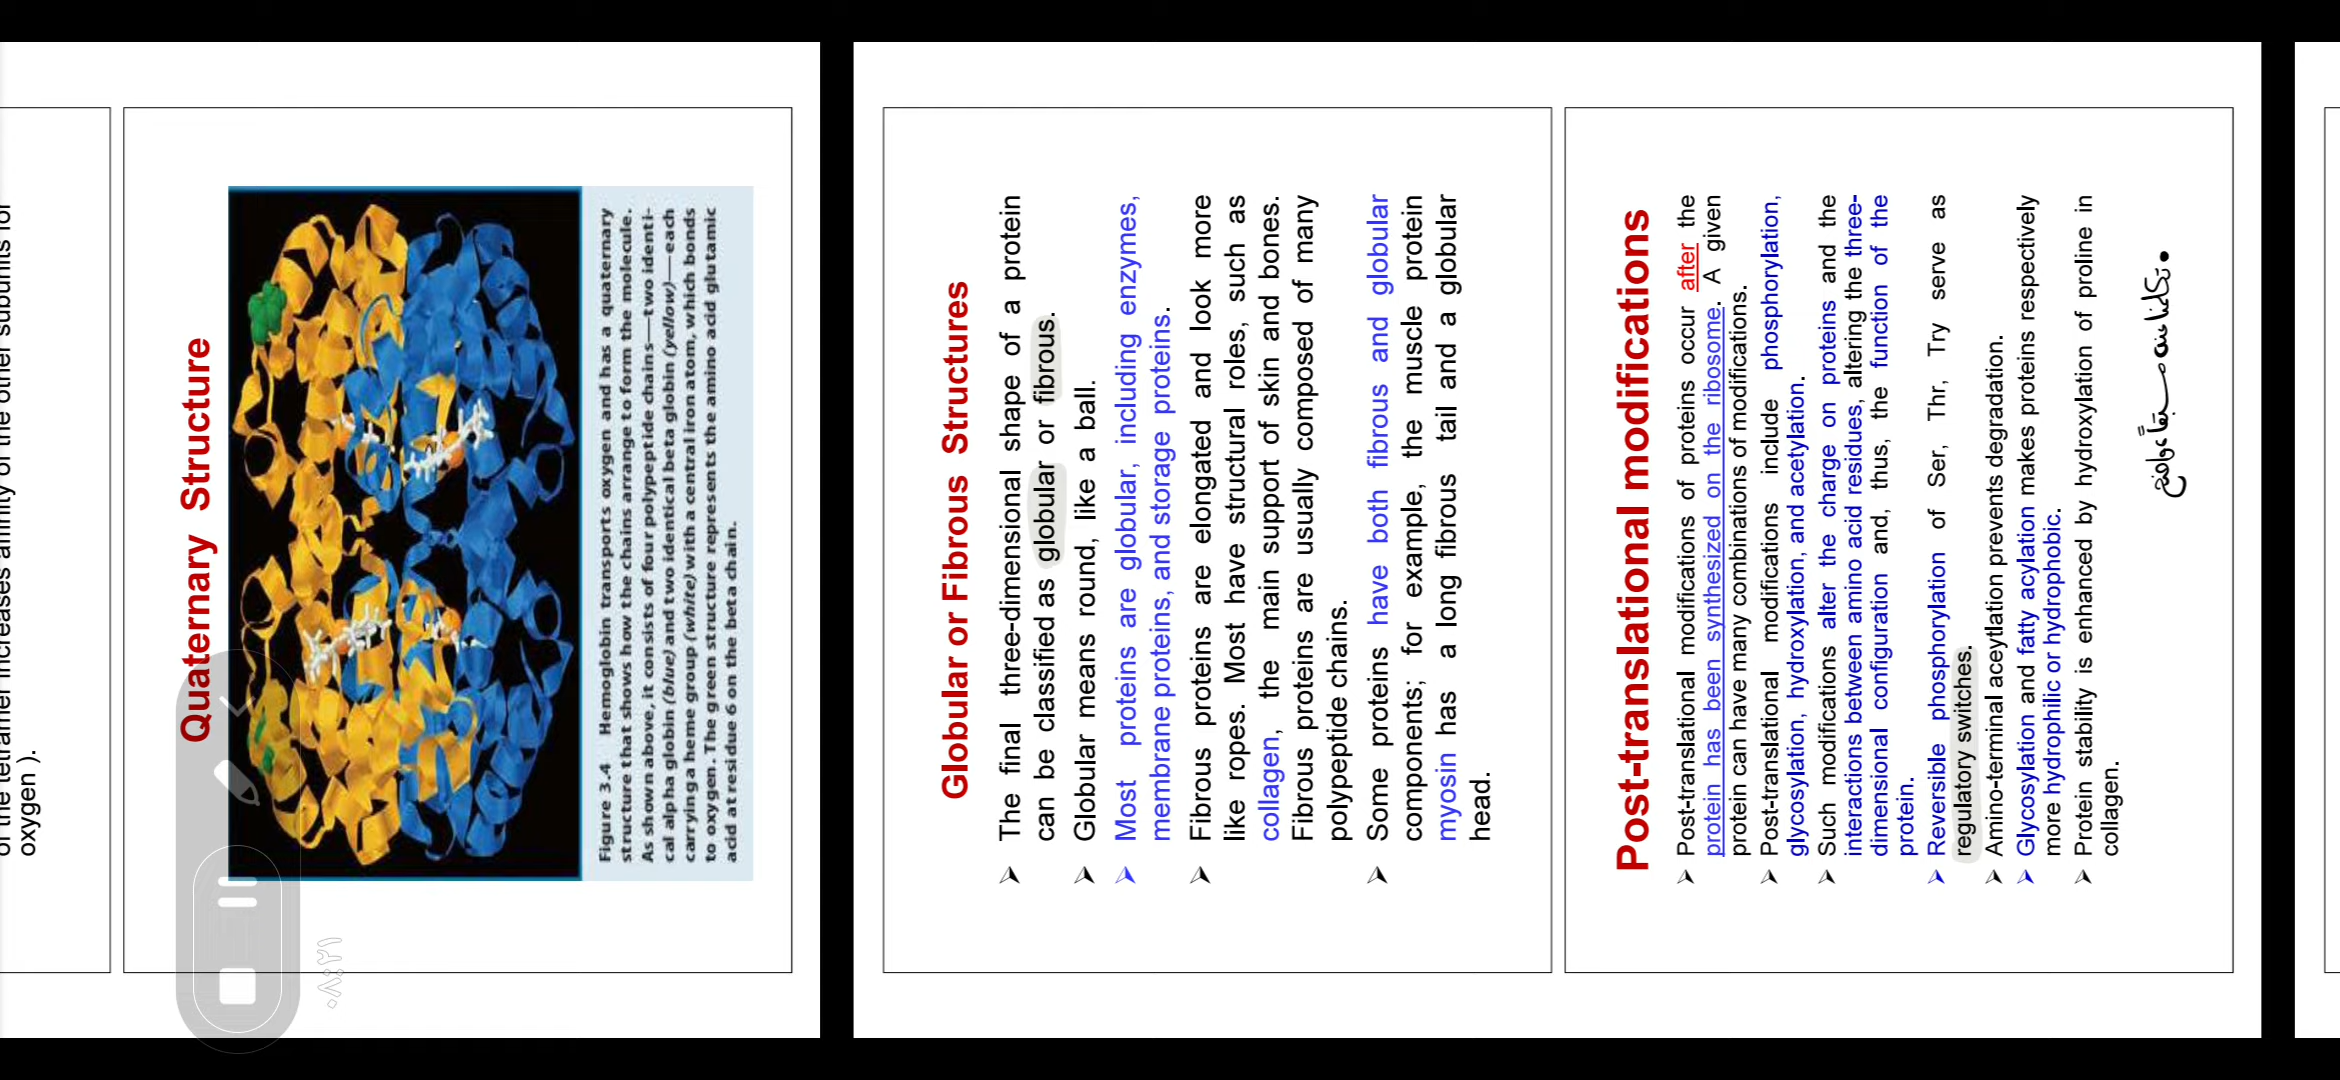 of the tetramer increases affinity of the other subunits for
oxygen ).
Quaternary Structure
Figure 3.4 Hemoglobin transports oxygen and has a quaternary
structure that shows how the chains arrange to form the molecule.
As shown above, it consists of four polypeptide chains—two identi-
cal alpha globin (blue) and two identical beta globin (yellow)—each
carrying a heme group (white) with a central iron atom, which bonds
to oxygen. The green structure represents the amino acid glutamic
acid at residue 6 on the beta chain.
٠٨:٢١
Globular or Fibrous Structures
➢ The final three-dimensional shape of a protein
can be classified as globular or fibrous.
➢ Globular means round, like a ball.
➢ Most proteins are globular, including enzymes,
membrane proteins, and storage proteins.
➢ Fibrous proteins are elongated and look more
like ropes. Most have structural roles, such as
collagen, the main support of skin and bones.
Fibrous proteins are usually composed of many
polypeptide chains.
➢ Some proteins have both fibrous and globular
components; for example, the muscle protein
myosin has a long fibrous tail and a globular
head.
Post-translational modifications
➢ Post-translational modifications of proteins occur after the
protein has been synthesized on the ribosome. A given
protein can have many combinations of modifications.
➢ Post-translational modifications include phosphorylation,
glycosylation, hydroxylation, and acetylation.
➢ Such modifications alter the charge on proteins and the
interactions between amino acid residues, altering the three-
dimensional configuration and, thus, the function of the
protein.
➢ Reversible phosphorylation of Ser, Thr, Try serve as
regulatory switches.
➢ Amino-terminal aceytlation prevents degradation.
➢ Glycosylation and fatty acylation makes proteins respectively
more hydrophilic or hydrophobic.
➢ Protein stability is enhanced by hydroxylation of proline in
collagen.